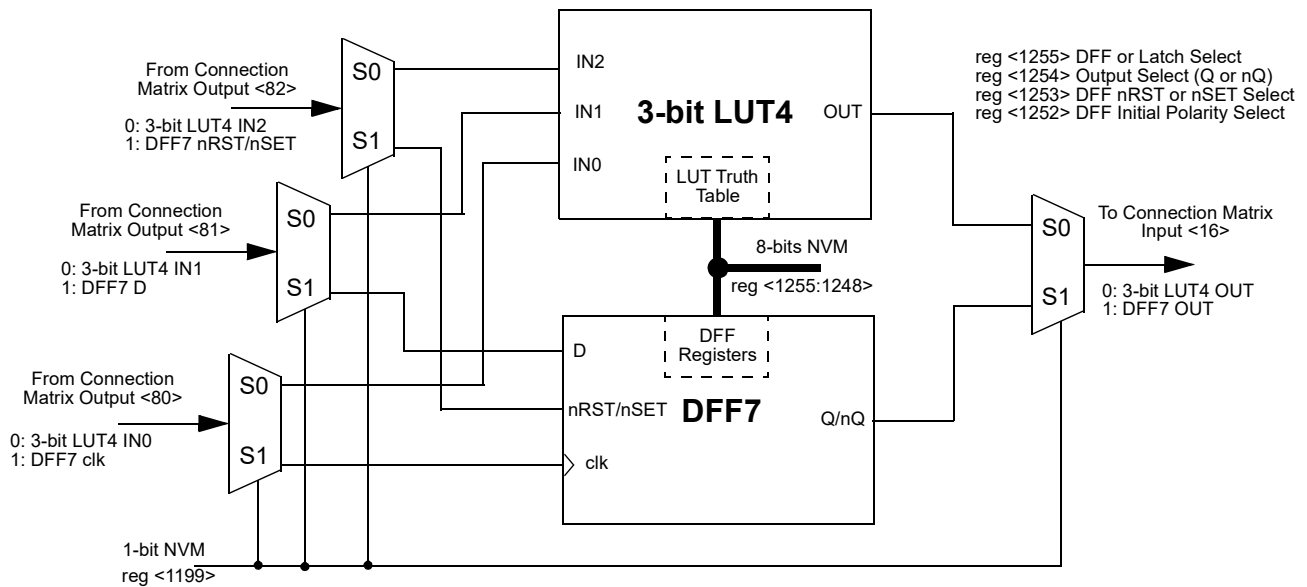 From Connection
Matrix Output <82>
0: 3-bit LUT4 IN2
1: DFF7 nRST/nSET
S0
S1
From Connection
Matrix Output <81>
0: 3-bit LUT4 IN1
1: DFF7 D
S0
S1
From Connection
Matrix Output <80>
0: 3-bit LUT4 IN0
1: DFF7 clk
S0
S1
1-bit NVM
reg <1199>
IN2
IN1
IN0
3-bit LUT4
OUT
LUT Truth
Table
8-bits NVM
reg <1255:1248>
DFF
Registers
D
nRST/nSET
clk
DFF7
Q/nQ
reg <1255> DFF or Latch Select
reg <1254> Output Select (Q or nQ)
reg <1253> DFF nRST or nSET Select
reg <1252> DFF Initial Polarity Select
S0
S1
To Connection Matrix
Input <16>
0: 3-bit LUT4 OUT
1: DFF7 OUT